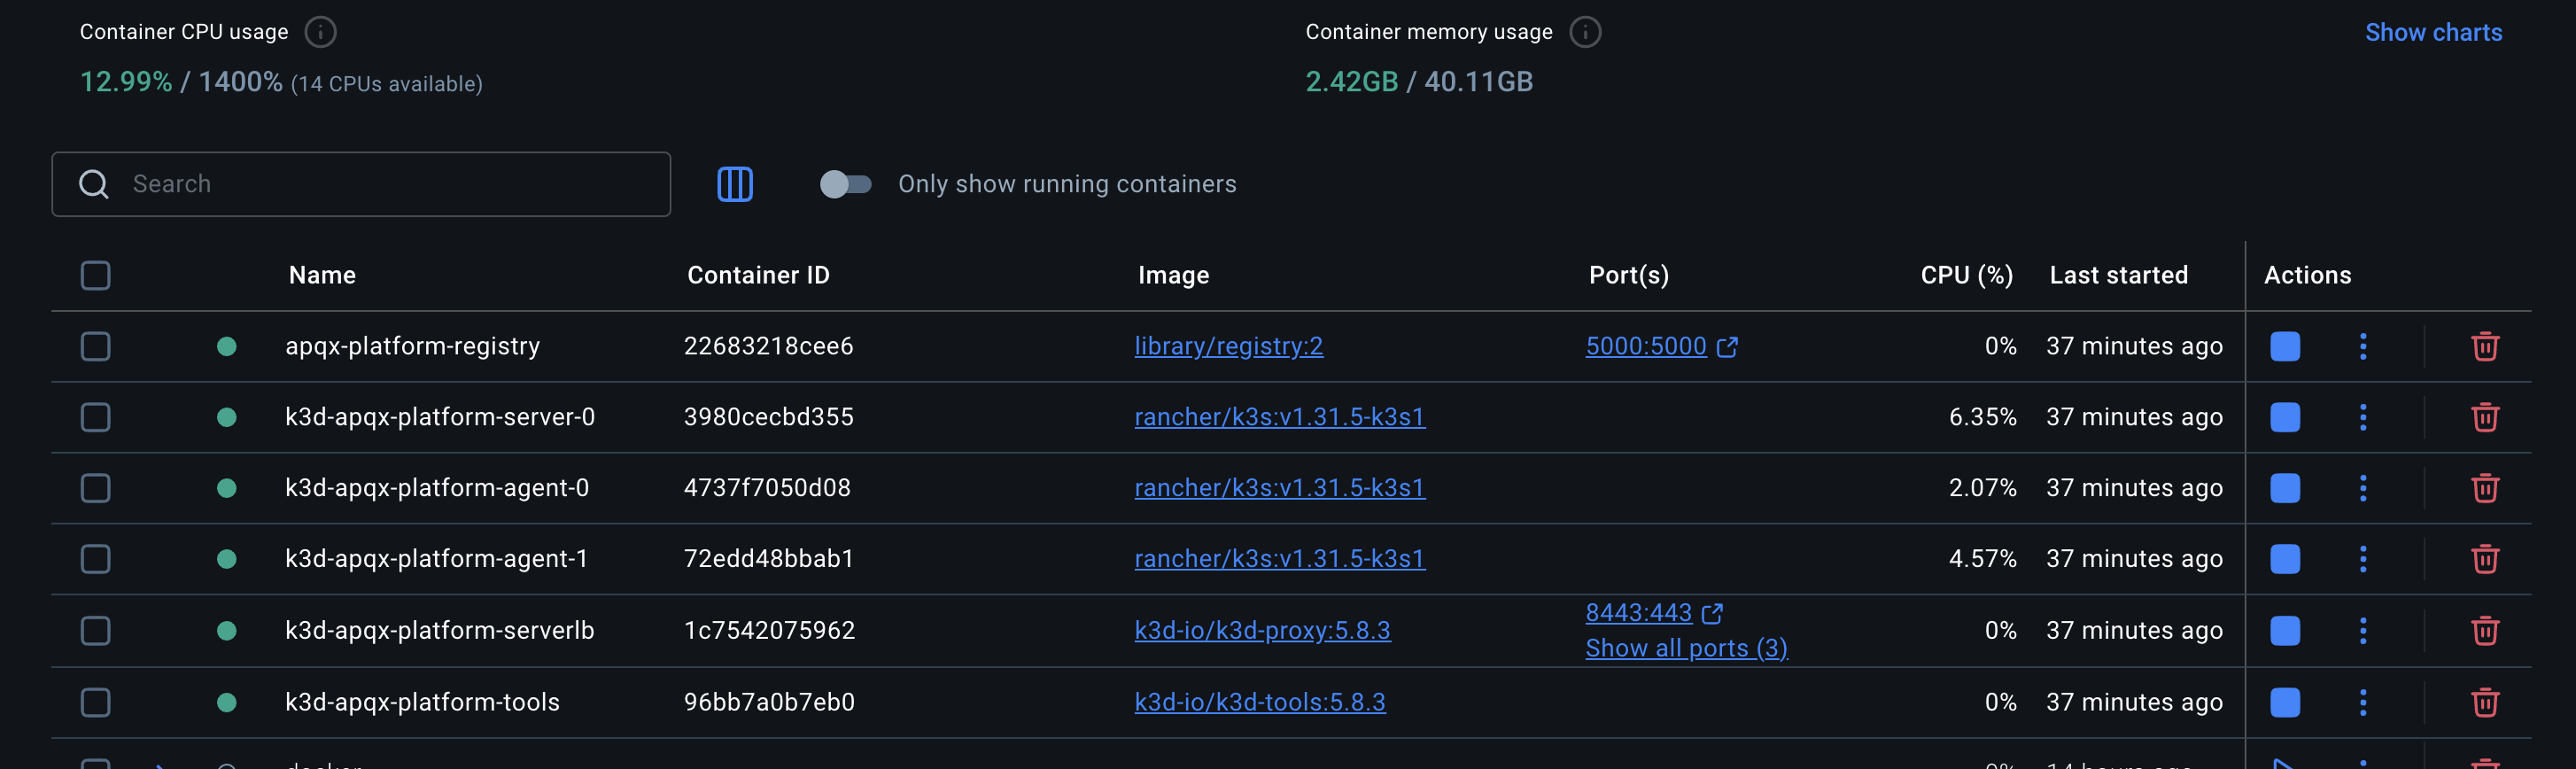 Container CPU usage
12.99% / 1400% (14 CPUs available)
Container memory usage
2.42GB / 40.11GB
Show charts
Search
Only show running containers
Name Container ID Image Port(s) CPU (%) Last started Actions
apqx-platform-registry 22683218cee6 library/registry:2 5000:5000 0% 37 minutes ago
k3d-apqx-platform-server-0 3980cecbd355 rancher/k3s:v1.31.5-k3s1 6.35% 37 minutes ago
k3d-apqx-platform-agent-0 4737f7050d08 rancher/k3s:v1.31.5-k3s1 2.07% 37 minutes ago
k3d-apqx-platform-agent-1 72edd48bbab1 rancher/k3s:v1.31.5-k3s1 4.57% 37 minutes ago
k3d-apqx-platform-serverlb 1c7542075962 k3d-io/k3d-proxy:5.8.3 8443:443 0% 37 minutes ago
Show all ports (3)
k3d-apqx-platform-tools 96bb7a0b7eb0 k3d-io/k3d-tools:5.8.3 0% 37 minutes ago